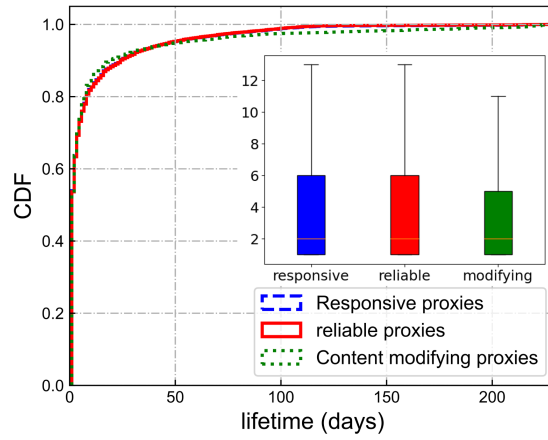 1.0
0.8
0.6
0.4
0.2
0.0
CDF
12
10
8
6
4
2
responsive reliable modifying
Responsive proxies
reliable proxies
Content modifying proxies
0 50 100 150 200
lifetime (days)